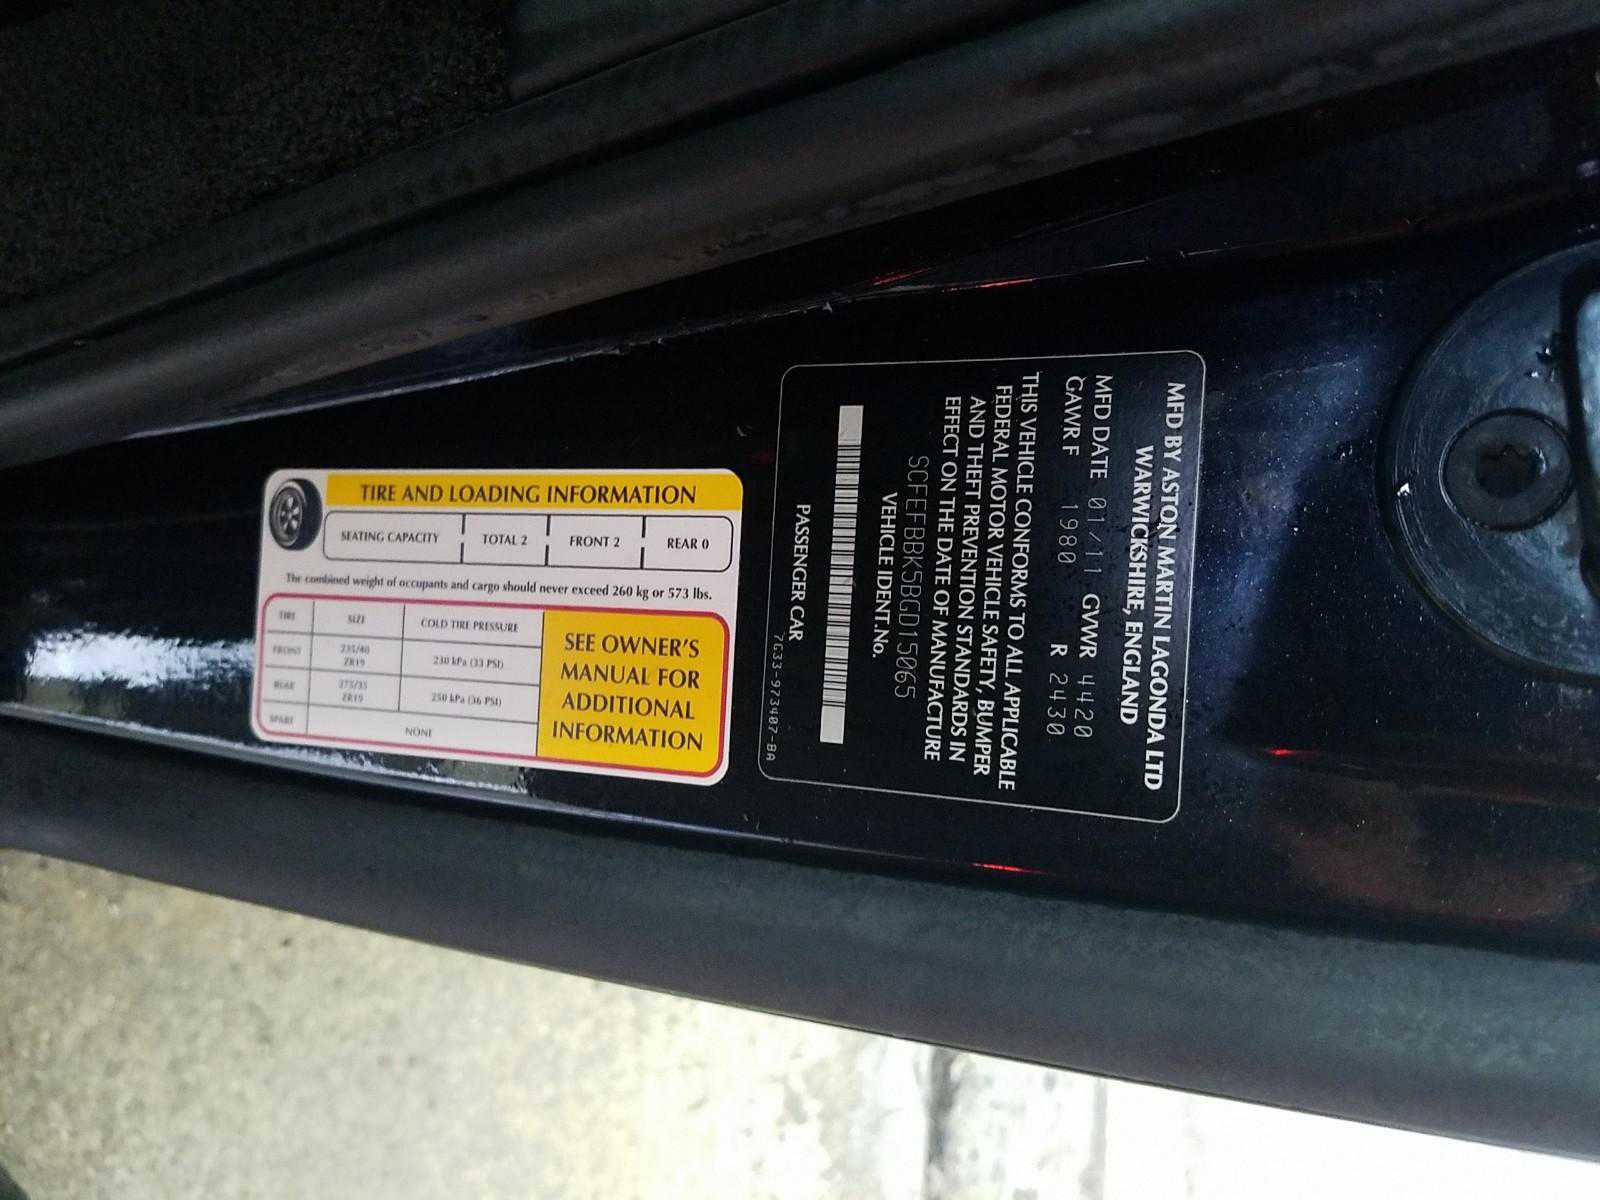 TIRE AND LOADING INFORMATION
SEATING CAPACITY TOTAL 2 FRONT 2 REAR 0
The combined weight of occupants and cargo should never exceed 260 kg or 573 lbs.
TIRE SIZE COLD TIRE PRESSURE
FRONT 235/40 ZR19 230 kPa (33 PSI)
REAR 275/35 ZR19 250 kPa (36 PSI)
SPARE NONE
SEE OWNER'S
MANUAL FOR
ADDITIONAL
INFORMATION
MFD BY ASTON MARTIN LAGONDA LTD
WARWICKSHIRE, ENGLAND
MFD DATE 01/11 GVWR 4420
GAWR F 1980 R 2430
THIS VEHICLE CONFORMS TO ALL APPLICABLE
FEDERAL MOTOR VEHICLE SAFETY, BUMPER
AND THEFT PREVENTION STANDARDS IN
EFFECT ON THE DATE OF MANUFACTURE
SCFEFBBK5BGD15065
VEHICLE IDENT.No.
PASSENGER CAR
7G33-973407-BA